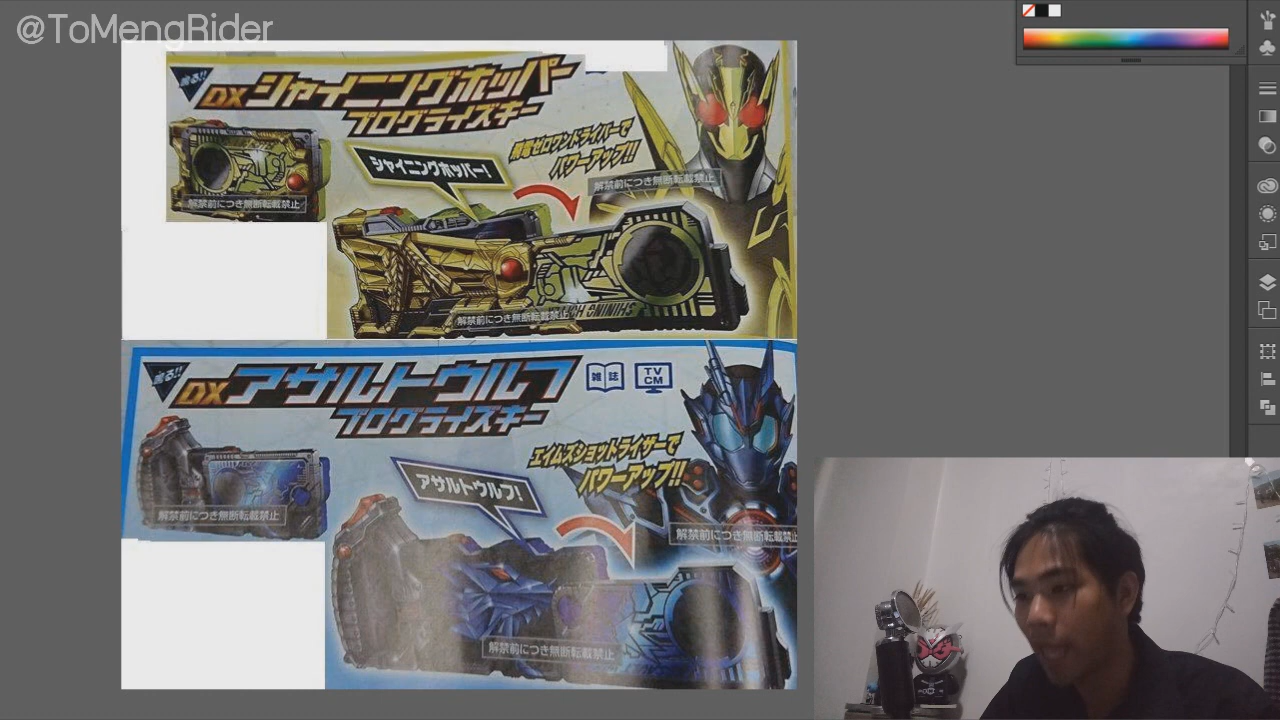 @ToMengRider
DX シャイニングホッパー
プログライズキー
飛電ゼロワンドライバーで
パワーアップ!!
シャイニングホッパー!
解禁前につき無断転載禁止
解禁前につき無断転載禁止
解禁前につき無断転載禁止
SHINING HOPPER
DX アサルトウルフ
プログライズキー
雑誌
TV
CM
エイムズショットライザーで
パワーアップ!!
アサルトウルフ!
解禁前につき無断転載禁止
解禁前につき無断転載禁止
解禁前につき無断転載禁止